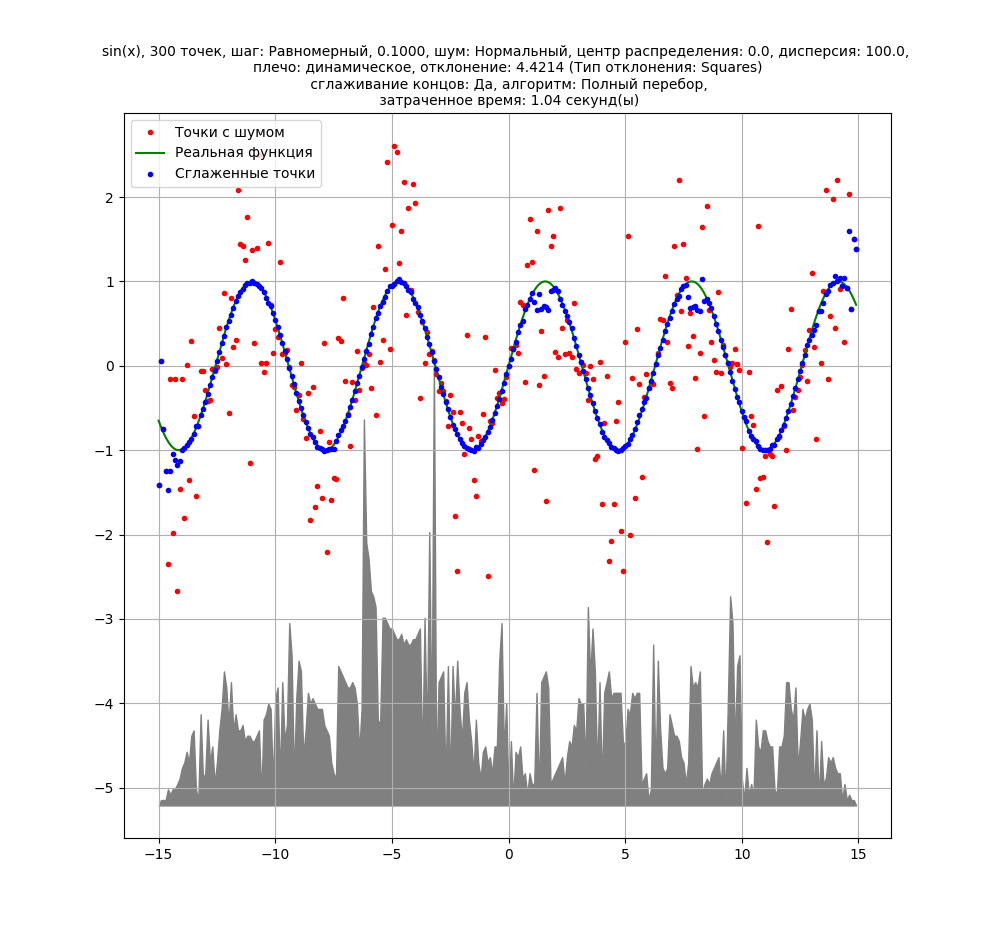 sin(x), 300 точек, шаг: Равномерный, 0.1000, шум: Нормальный, центр распределения: 0.0, дисперсия: 100.0,
плечо: динамическое, отклонение: 4.4214 (Тип отклонения: Squares)
сглаживание концов: Да, алгоритм: Полный перебор,
затраченное время: 1.04 секунд(ы)
Точки с шумом
Реальная функция
Сглаженные точки
2
1
0
−1
−2
−3
−4
−5
−15 −10 −5 0 5 10 15